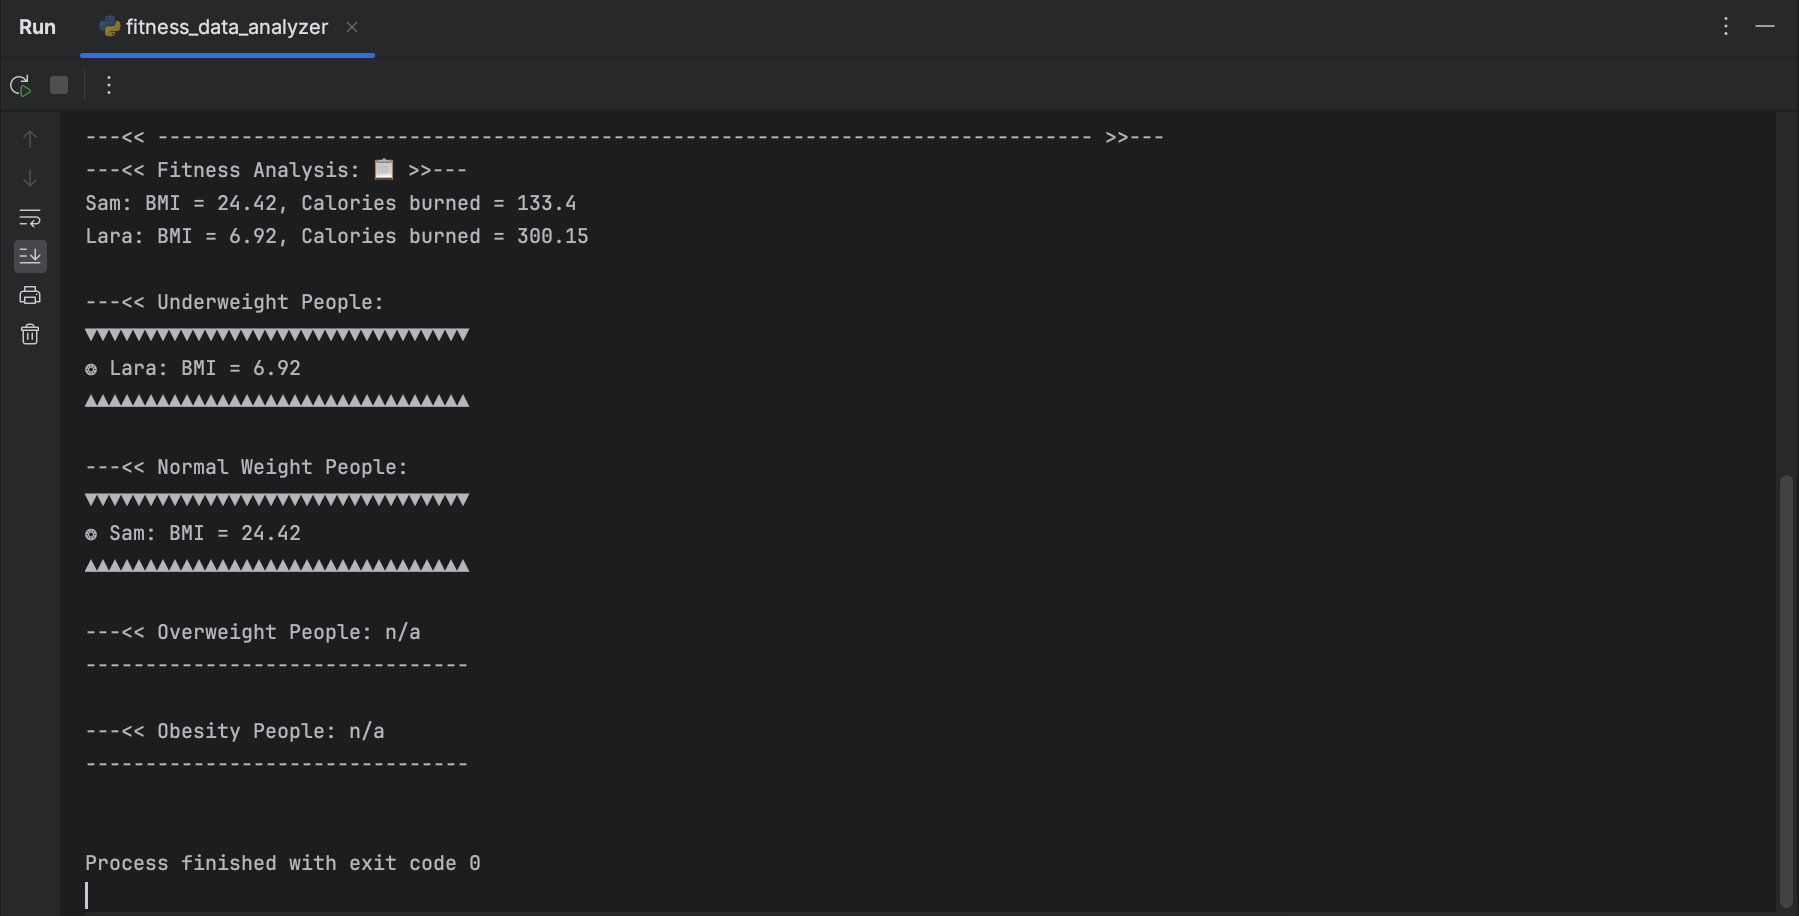 Run fitness_data_analyzer
---<< ------------------------------------------------------------------------------ >>---
---<< Fitness Analysis: 📋 >>---
Sam: BMI = 24.42, Calories burned = 133.4
Lara: BMI = 6.92, Calories burned = 300.15
---<< Underweight People:
▼▼▼▼▼▼▼▼▼▼▼▼▼▼▼▼▼▼▼▼▼▼▼▼▼▼▼▼▼▼▼▼
❂ Lara: BMI = 6.92
▲▲▲▲▲▲▲▲▲▲▲▲▲▲▲▲▲▲▲▲▲▲▲▲▲▲▲▲▲▲▲▲
---<< Normal Weight People:
▼▼▼▼▼▼▼▼▼▼▼▼▼▼▼▼▼▼▼▼▼▼▼▼▼▼▼▼▼▼▼▼
❂ Sam: BMI = 24.42
▲▲▲▲▲▲▲▲▲▲▲▲▲▲▲▲▲▲▲▲▲▲▲▲▲▲▲▲▲▲▲▲
---<< Overweight People: n/a
--------------------------------
---<< Obesity People: n/a
--------------------------------
Process finished with exit code 0